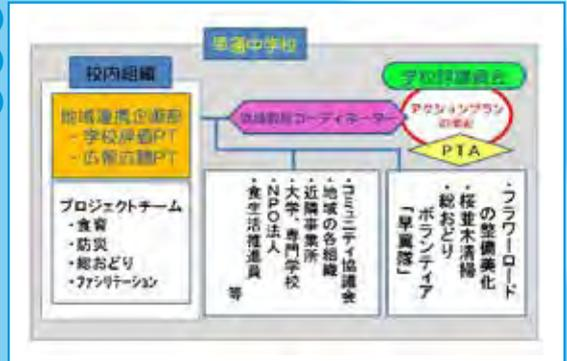 早通中学校
校内組織
地域連携企画部
-学校評価PT
-広報広聴PT
プロジェクトチーム
・食育
・防災
・総おどり
・ファシリテーション
地域教育コーディネーター
学校評議員会
アクションプラン
PTA
・コミュニティ協議会
・地域の各組織
・近隣事業所
・大学、専門学校
・NPO法人
・食生活推進員
等
・フラワーロード
の整備美化
・桜並木清掃
・総おどり
ボランティア
「早翼隊」